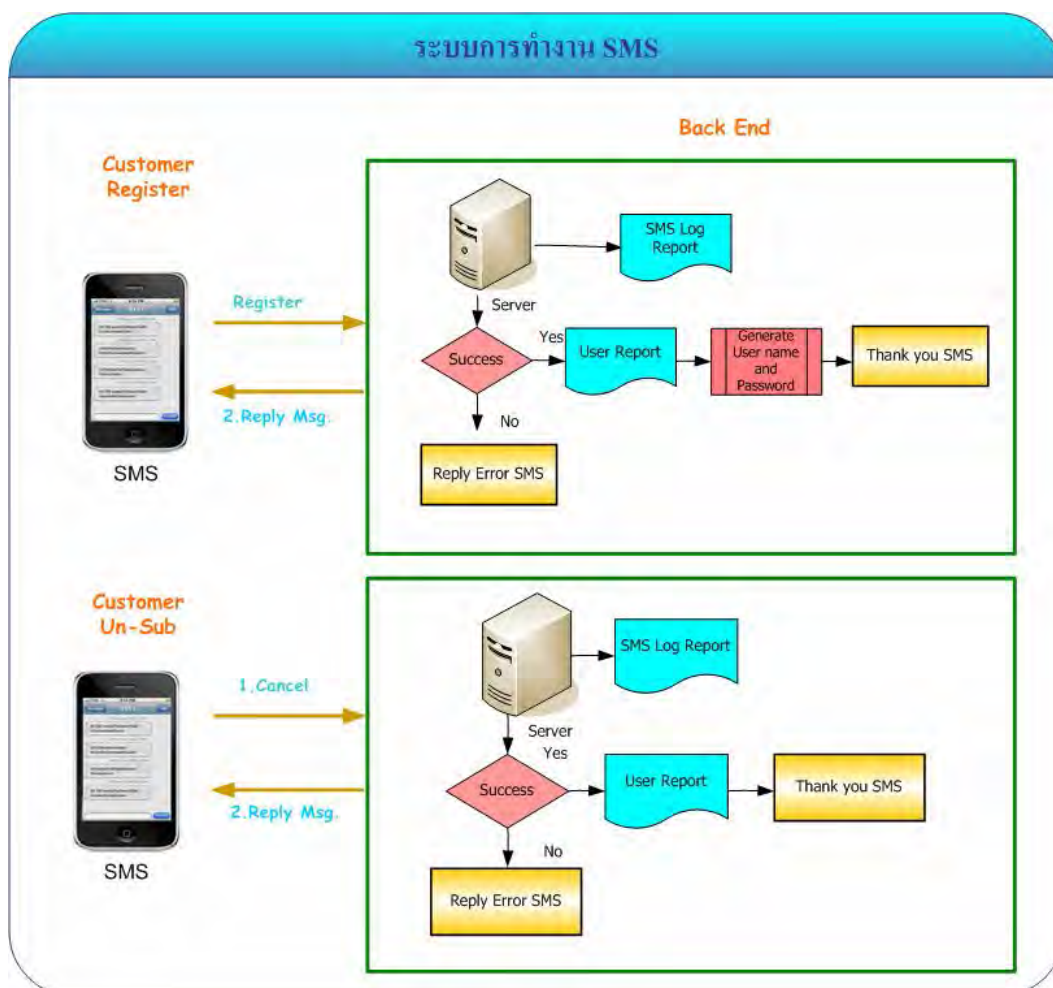 ระบบการทำงาน SMS
Back End
Customer
Register
SMS Log
Report
Register
Server
Success
Yes
User Report
Generate
User name
and
Password
Thank you SMS
2.Reply Msg.
No
SMS
Reply Error SMS
Customer
Un-Sub
SMS Log Report
1.Cancel
Server
Yes
Success
User Report
Thank you SMS
2.Reply Msg.
No
SMS
Reply Error SMS